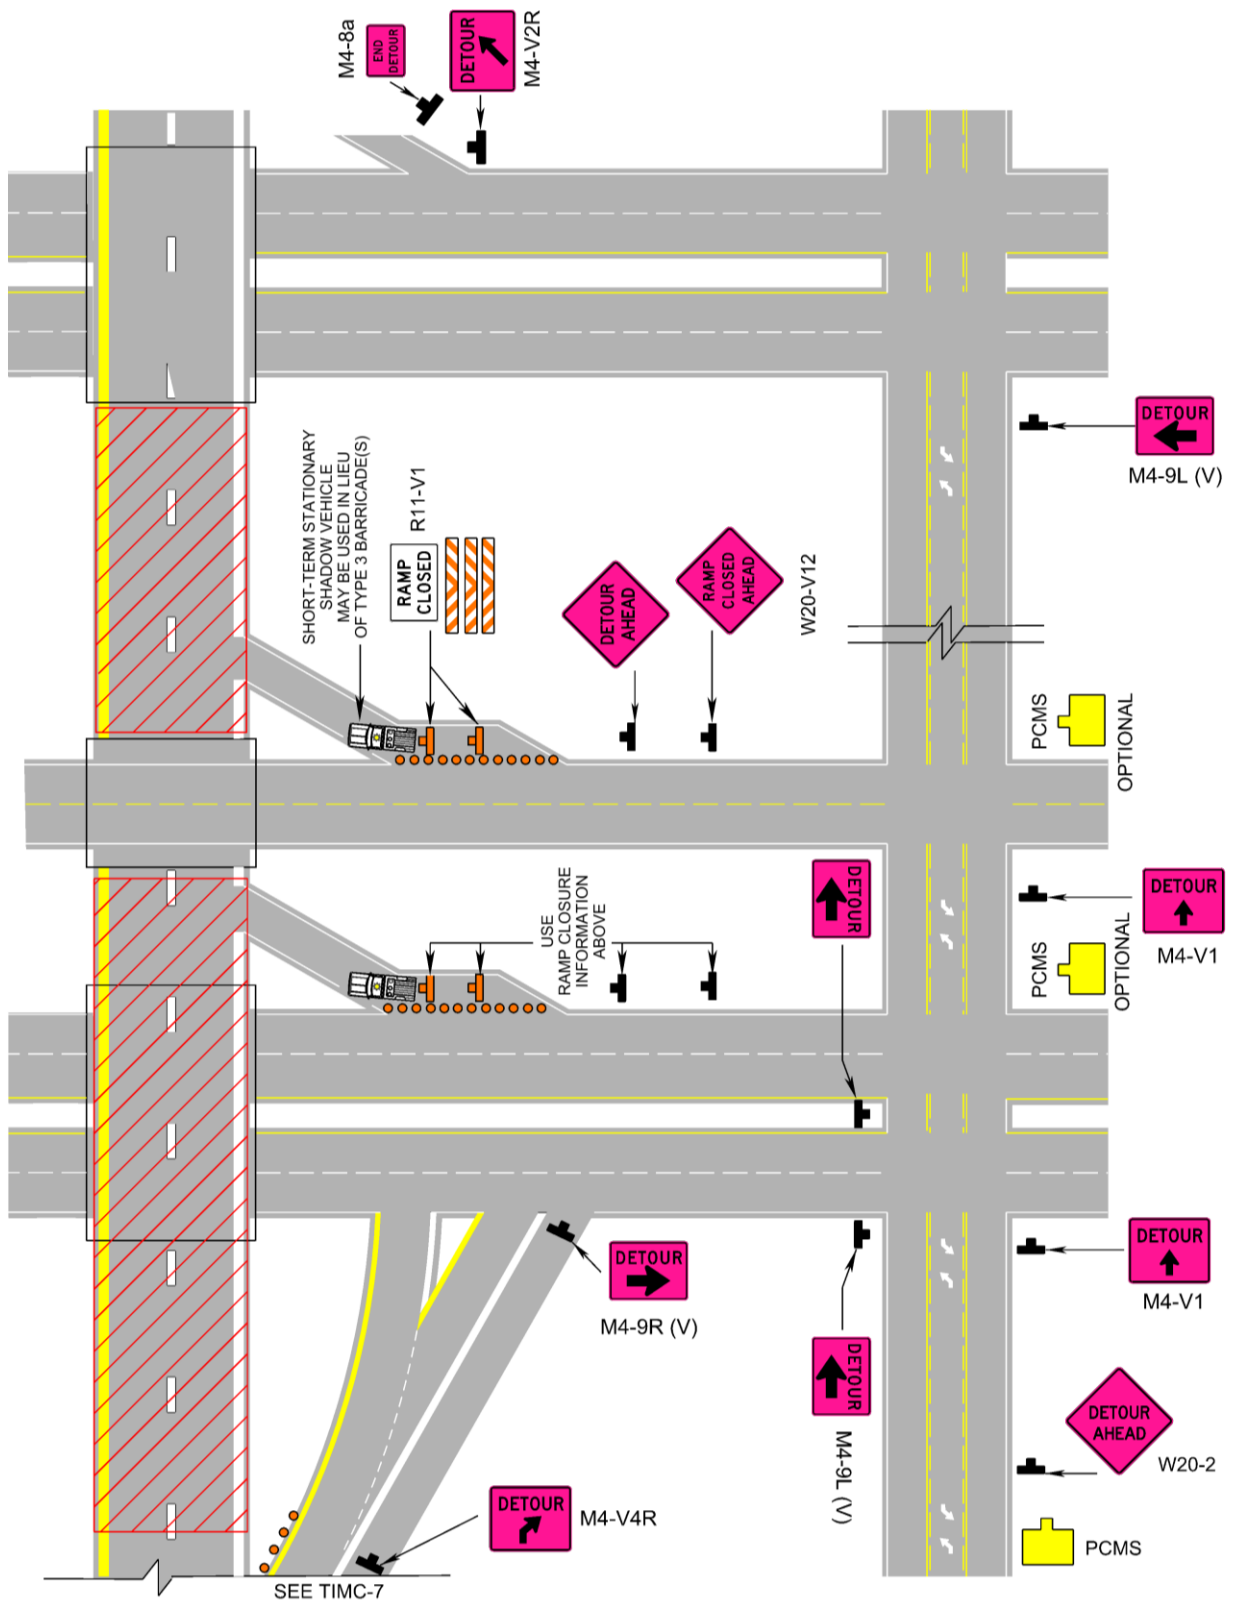 M4-8a
END
DETOUR
DETOUR
M4-V2R
DETOUR
M4-9L (V)
SHORT-TERM STATIONARY
SHADOW VEHICLE
MAY BE USED IN LIEU
OF TYPE 3 BARRICADE(S)
R11-V1
RAMP
CLOSED
DETOUR
AHEAD
RAMP
CLOSED
AHEAD
W20-V12
PCMS
OPTIONAL
DETOUR
DETOUR
M4-V1
USE
RAMP CLOSURE
INFORMATION
ABOVE
PCMS
OPTIONAL
DETOUR
M4-9R (V)
DETOUR
M4-9L (V)
DETOUR
M4-V1
DETOUR
AHEAD
W20-2
DETOUR
M4-V4R
PCMS
SEE TIMC-7